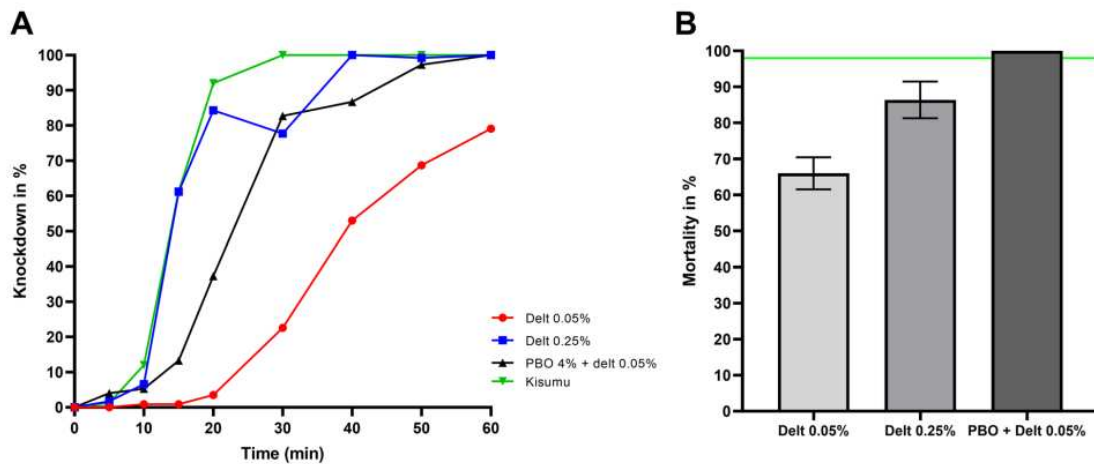 A
Knockdown in %
100
90
80
70
60
50
40
30
20
10
0
0 10 20 30 40 50 60
Time (min)
Delt 0.05%
Delt 0.25%
PBO 4% + delt 0.05%
Kisumu
B
Mortality in %
100
90
80
70
60
50
40
30
20
10
0
Delt 0.05% Delt 0.25% PBO + Delt 0.05%